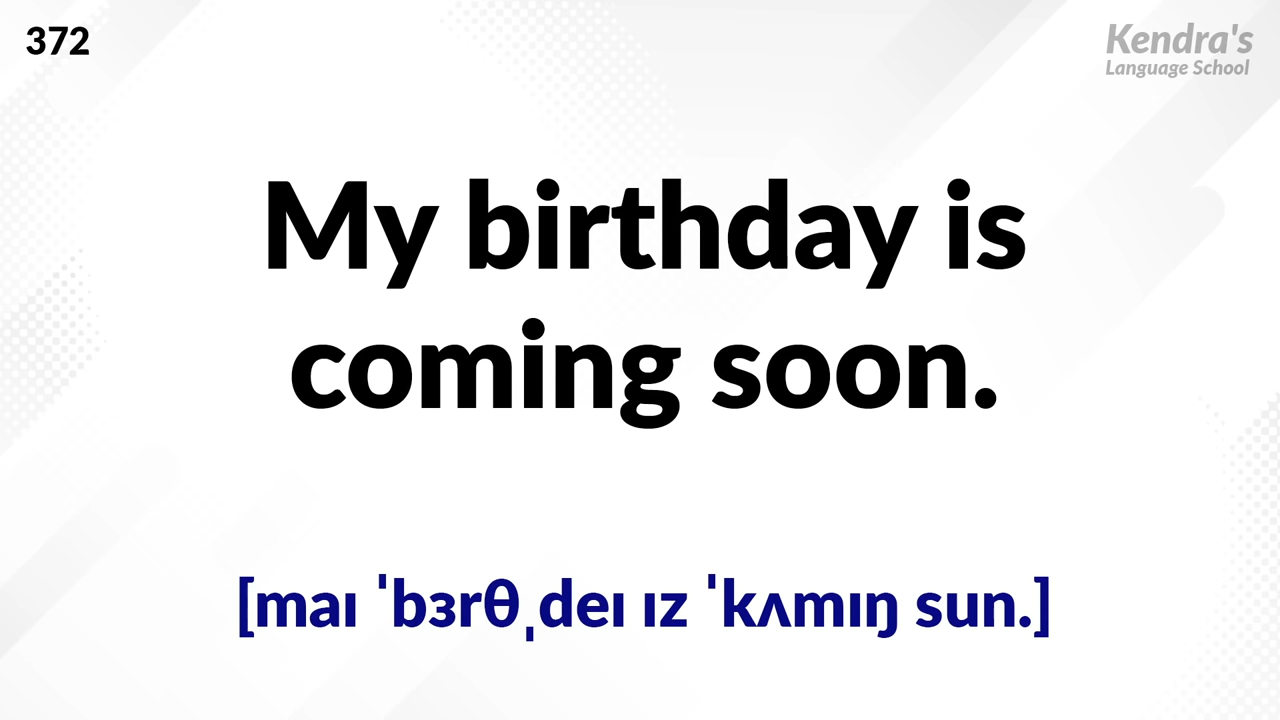 372
Kendra's
Language School
My birthday is
coming soon.
[maɪ ˈbɜrθˌdeɪ ɪz ˈkʌmɪŋ sun.]